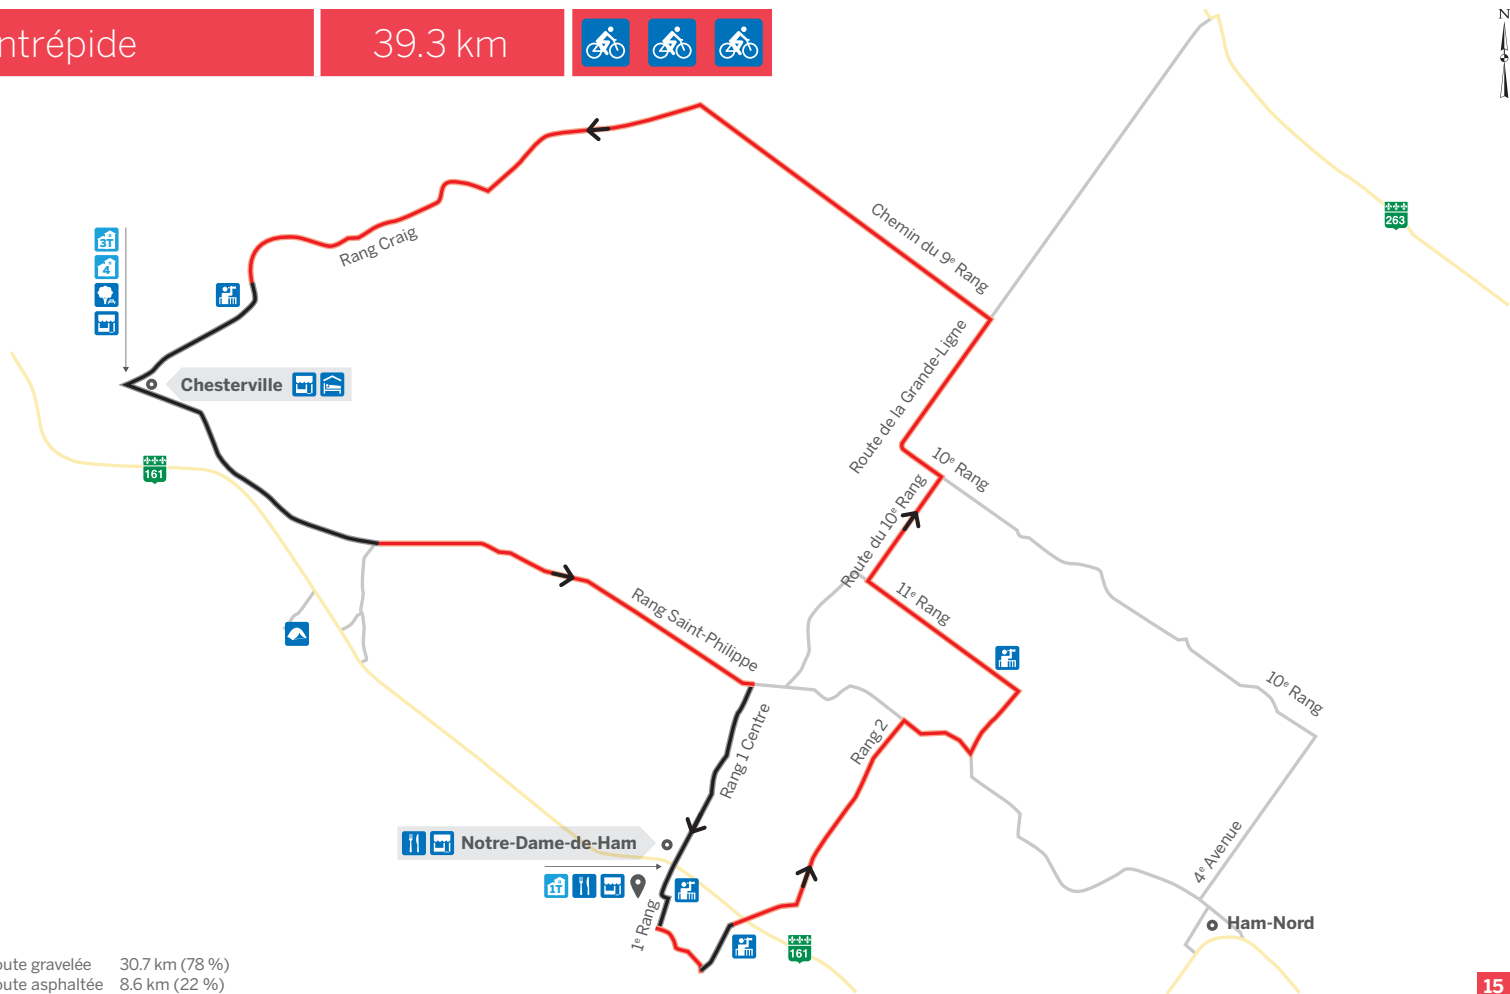 ntrépide
39.3 km
N
263
Chemin du 9e Rang
Rang Craig
3T
4
Route de la Grande-Ligne
Chesterville
161
10e Rang
Route du 10e Rang
11e Rang
Rang Saint-Philippe
10e Rang
Rang 1 Centre
Rang 2
Notre-Dame-de-Ham
4e Avenue
1T
1e Rang
Ham-Nord
161
oute gravelée 30.7 km (78 %)
oute asphaltée 8.6 km (22 %)
15